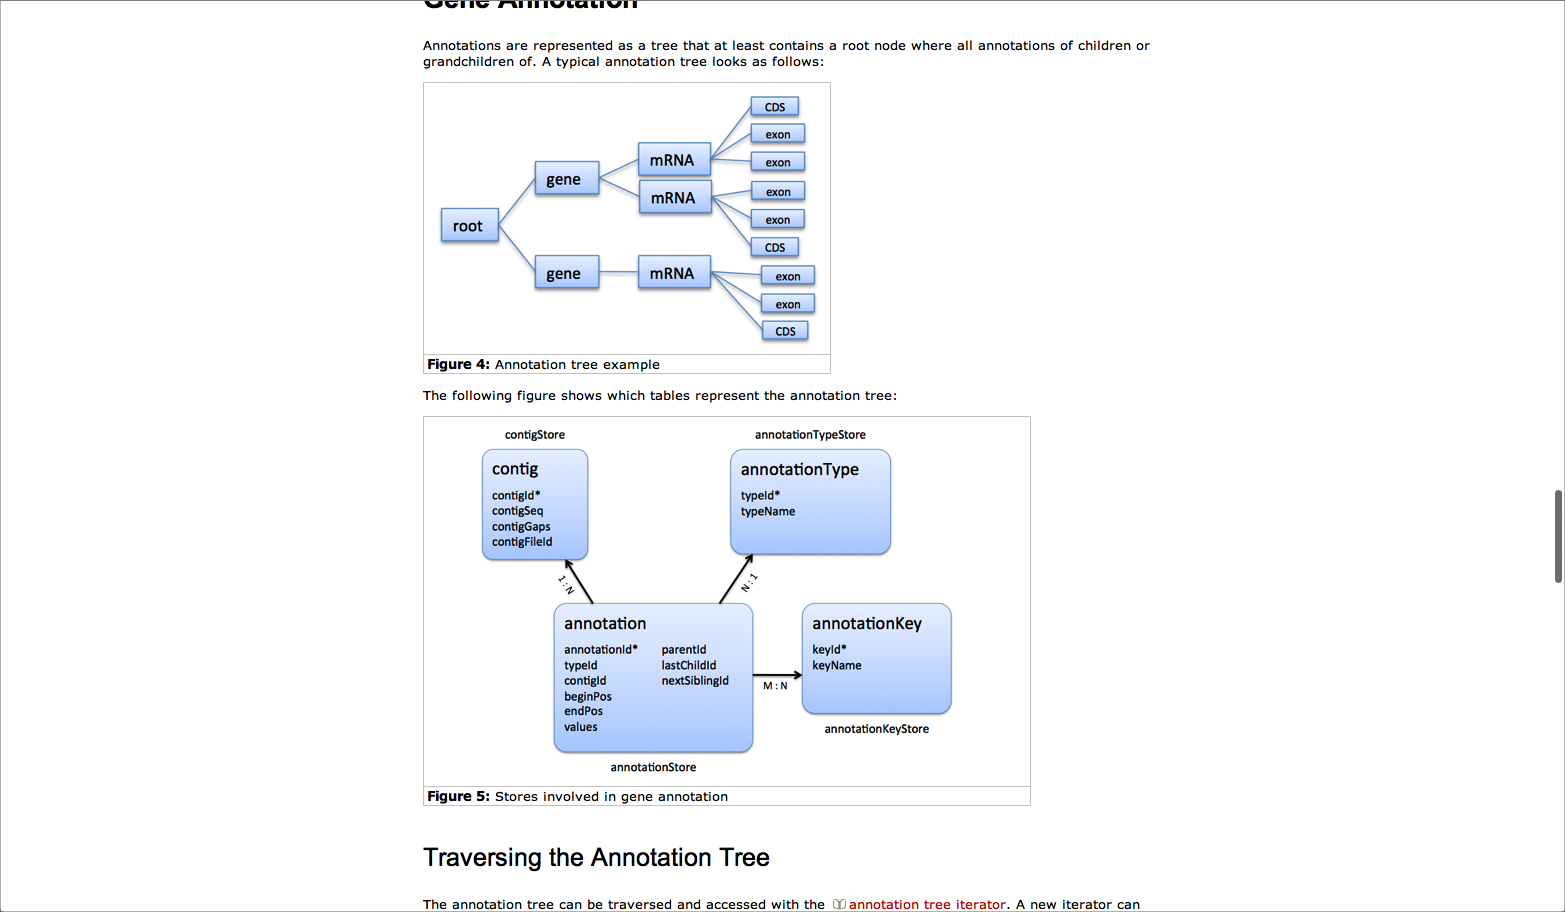 Gene Annotation
Annotations are represented as a tree that at least contains a root node where all annotations of children or
grandchildren of. A typical annotation tree looks as follows:
CDS
exon
mRNA
exon
gene
exon
mRNA
exon
root
CDS
gene
mRNA
exon
exon
CDS
Figure 4: Annotation tree example
The following figure shows which tables represent the annotation tree:
contigStore
contig
contigId*
contigSeq
contigGaps
contigFileId
annotationTypeStore
annotationType
typeId*
typeName
1 : N
N : 1
annotation
annotationId*
typeId
contigId
beginPos
endPos
values
parentId
lastChildId
nextSiblingId
annotationStore
M : N
annotationKey
keyId*
keyName
annotationKeyStore
Figure 5: Stores involved in gene annotation
Traversing the Annotation Tree
The annotation tree can be traversed and accessed with the annotation tree iterator. A new iterator can